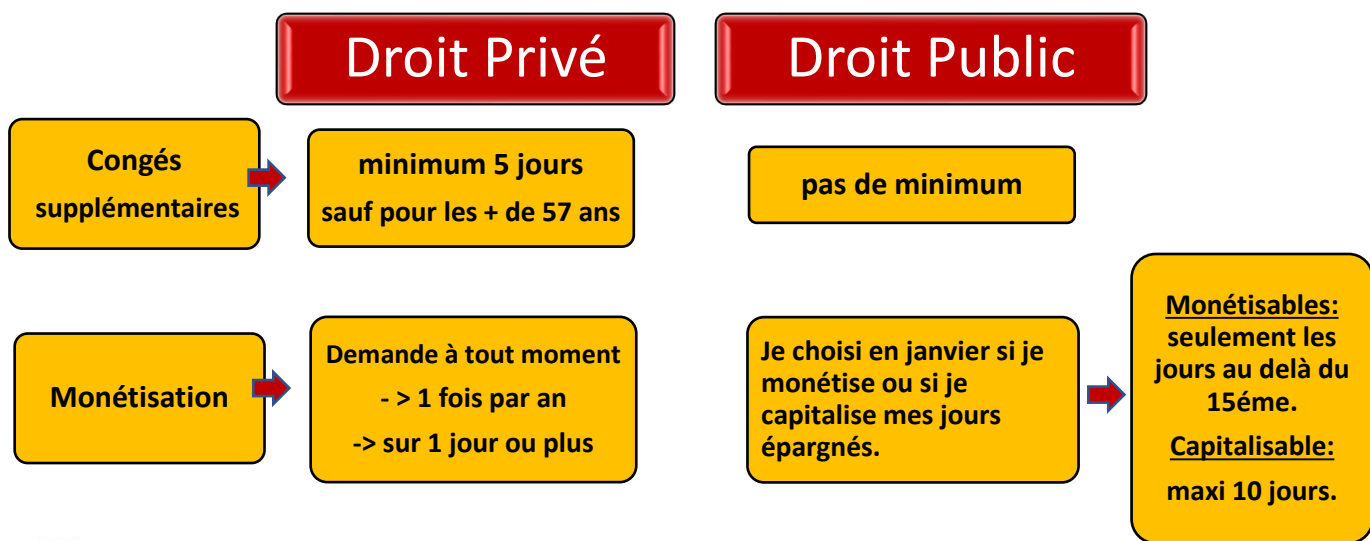 Droit Privé
Droit Public
Congés
supplémentaires
minimum 5 jours
sauf pour les + de 57 ans
pas de minimum
Monétisation
Demande à tout moment
- > 1 fois par an
-> sur 1 jour ou plus
Je choisi en janvier si je
monétise ou si je
capitalise mes jours
épargnés.
Monétisables:
seulement les
jours au delà du
15éme.
Capitalisable:
maxi 10 jours.